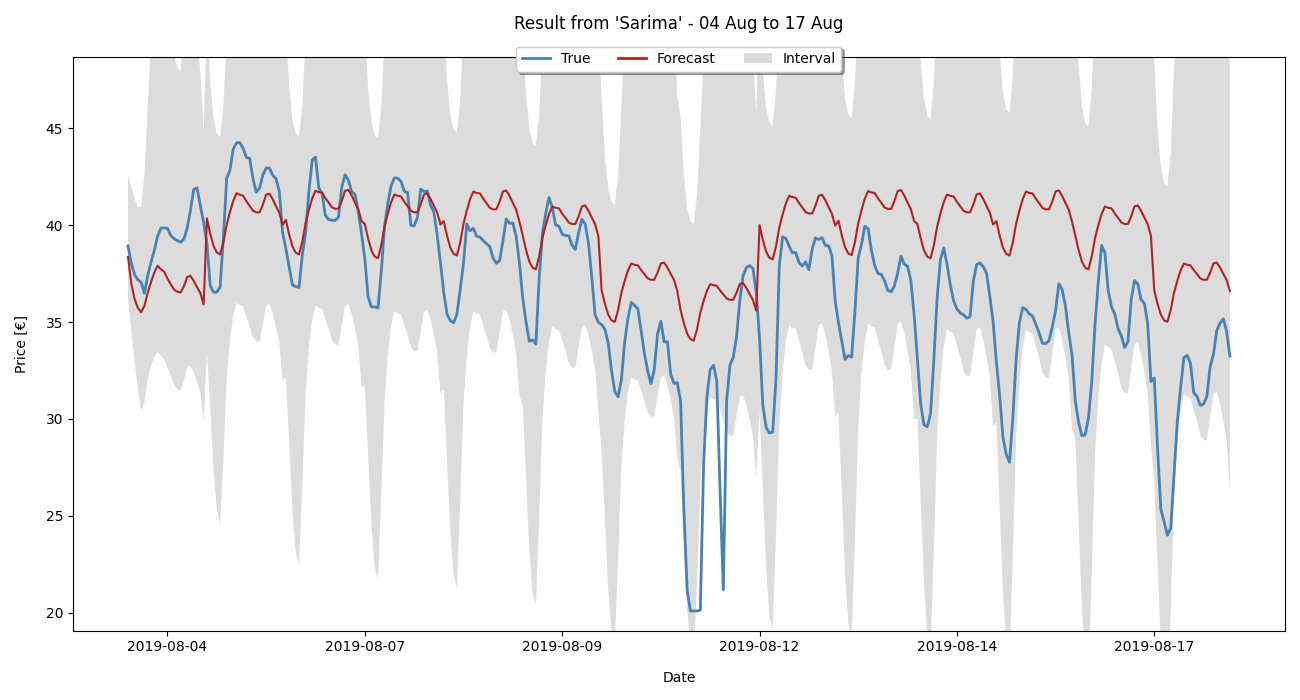 Result from 'Sarima' - 04 Aug to 17 Aug
True Forecast Interval
45
40
35
30
25
20
Price [€]
2019-08-04 2019-08-07 2019-08-09 2019-08-12 2019-08-14 2019-08-17
Date